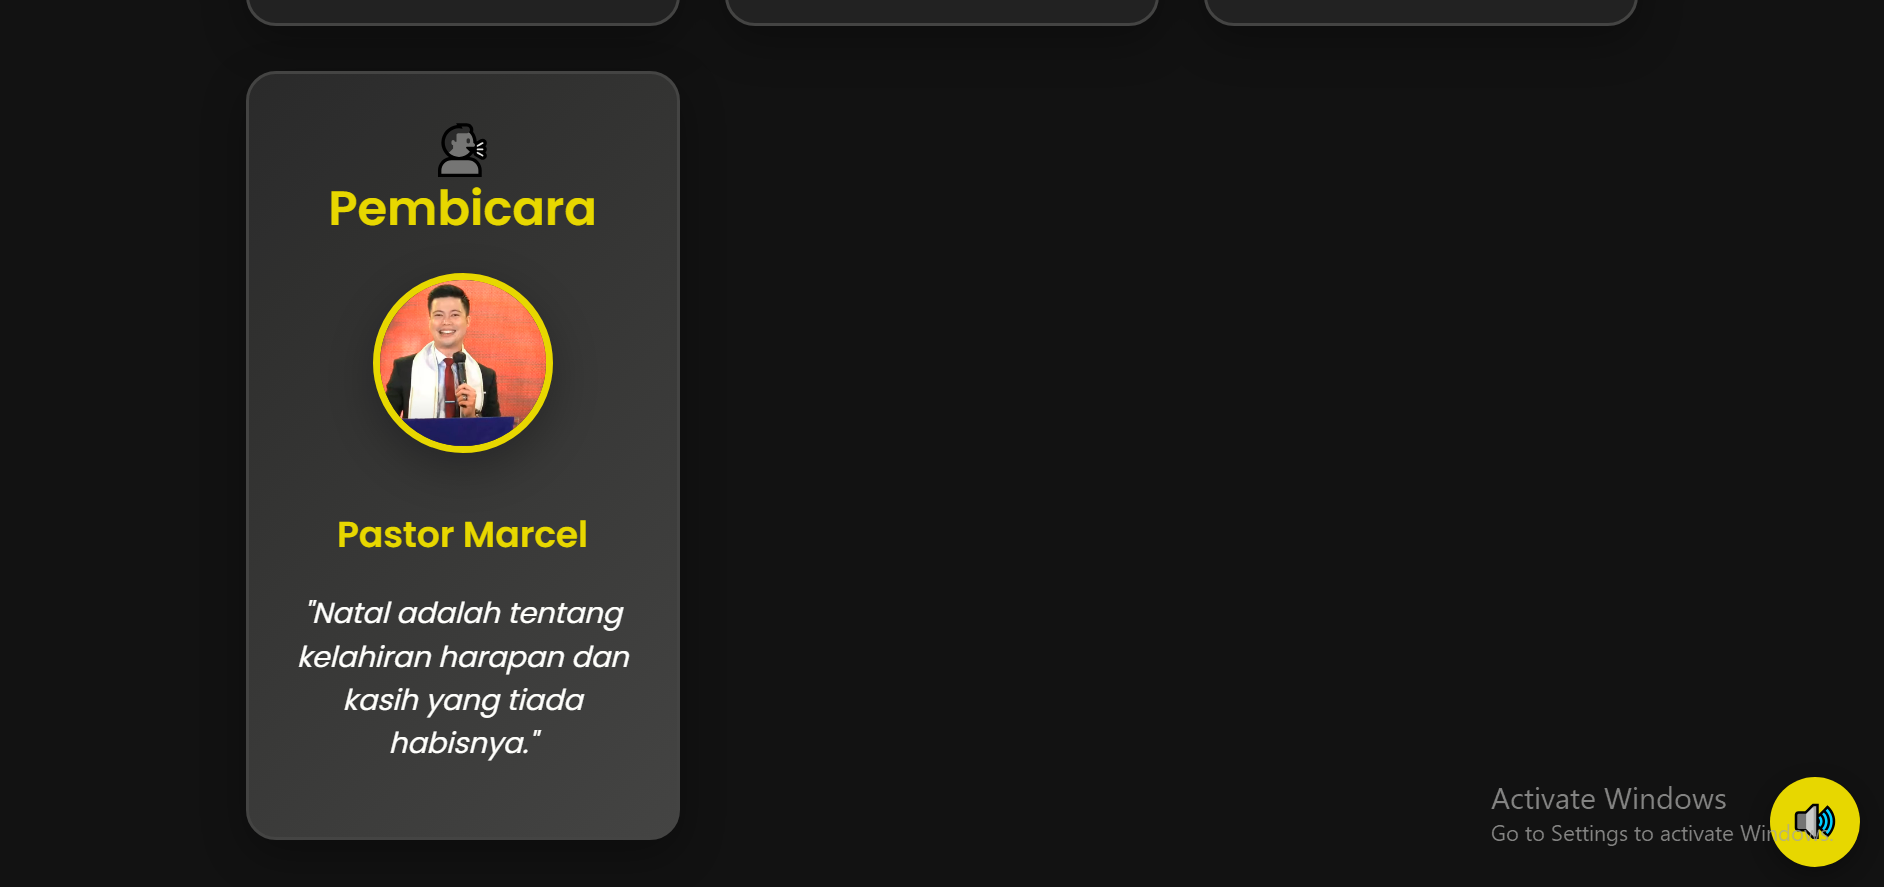 Pembicara
Pastor Marcel
"Natal adalah tentang
kelahiran harapan dan
kasih yang tiada
habisnya."
Activate Windows
Go to Settings to activate Windows.